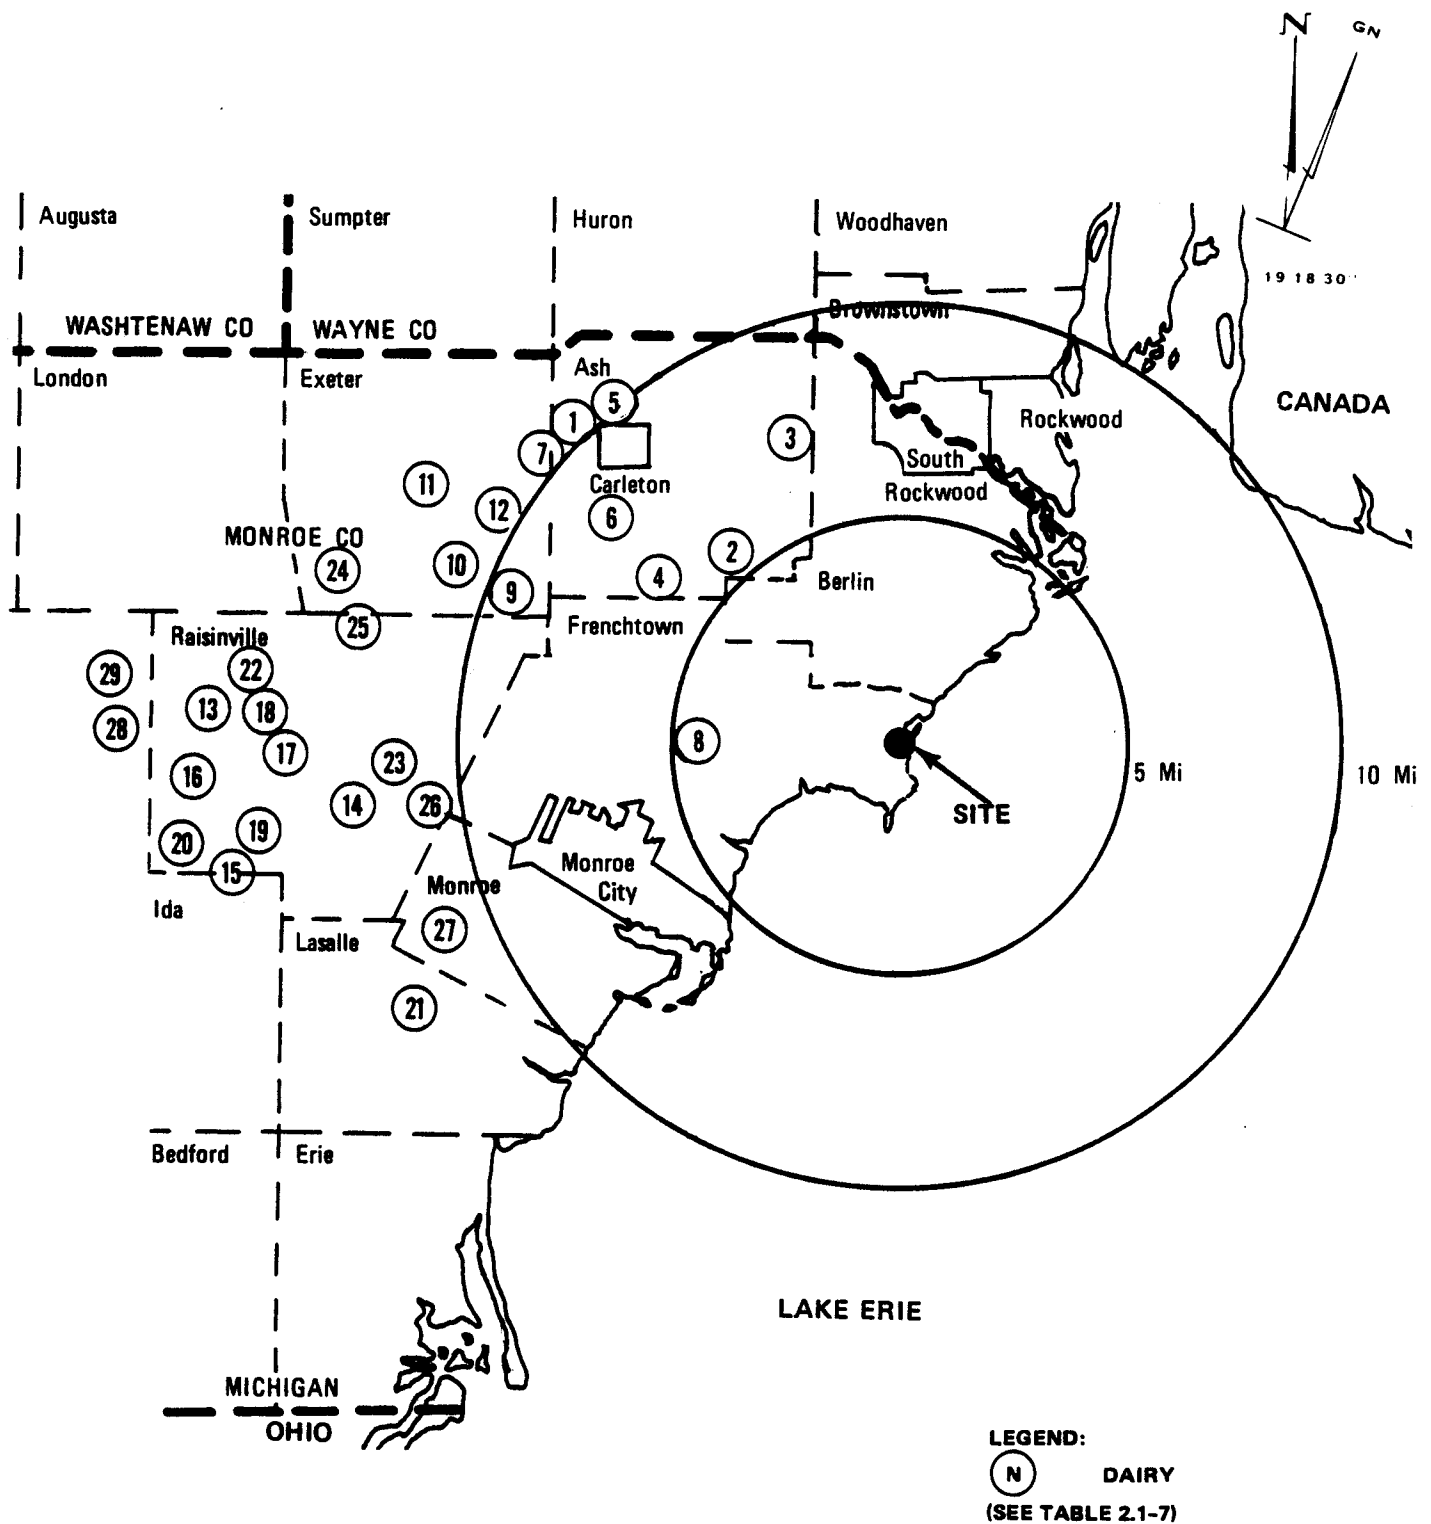 N
GN
19 18 30"
Augusta
Sumpter
Huron
Woodhaven
Brownstown
WASHTENAW CO
WAYNE CO
London
Exeter
Ash
CANADA
5
1
3
7
Rockwood
11
Carleton
South
Rockwood
12
6
MONROE CO
2
24
10
4
9
Berlin
25
Raisinville
Frenchtown
29
22
13
18
28
17
8
16
23
5 Mi
10 Mi
14
26
SITE
20
19
15
Monroe
City
Monroe
Ida
27
Lasalle
21
Bedford
Erie
LAKE ERIE
MICHIGAN
OHIO
LEGEND:
N DAIRY
(SEE TABLE 2.1-7)